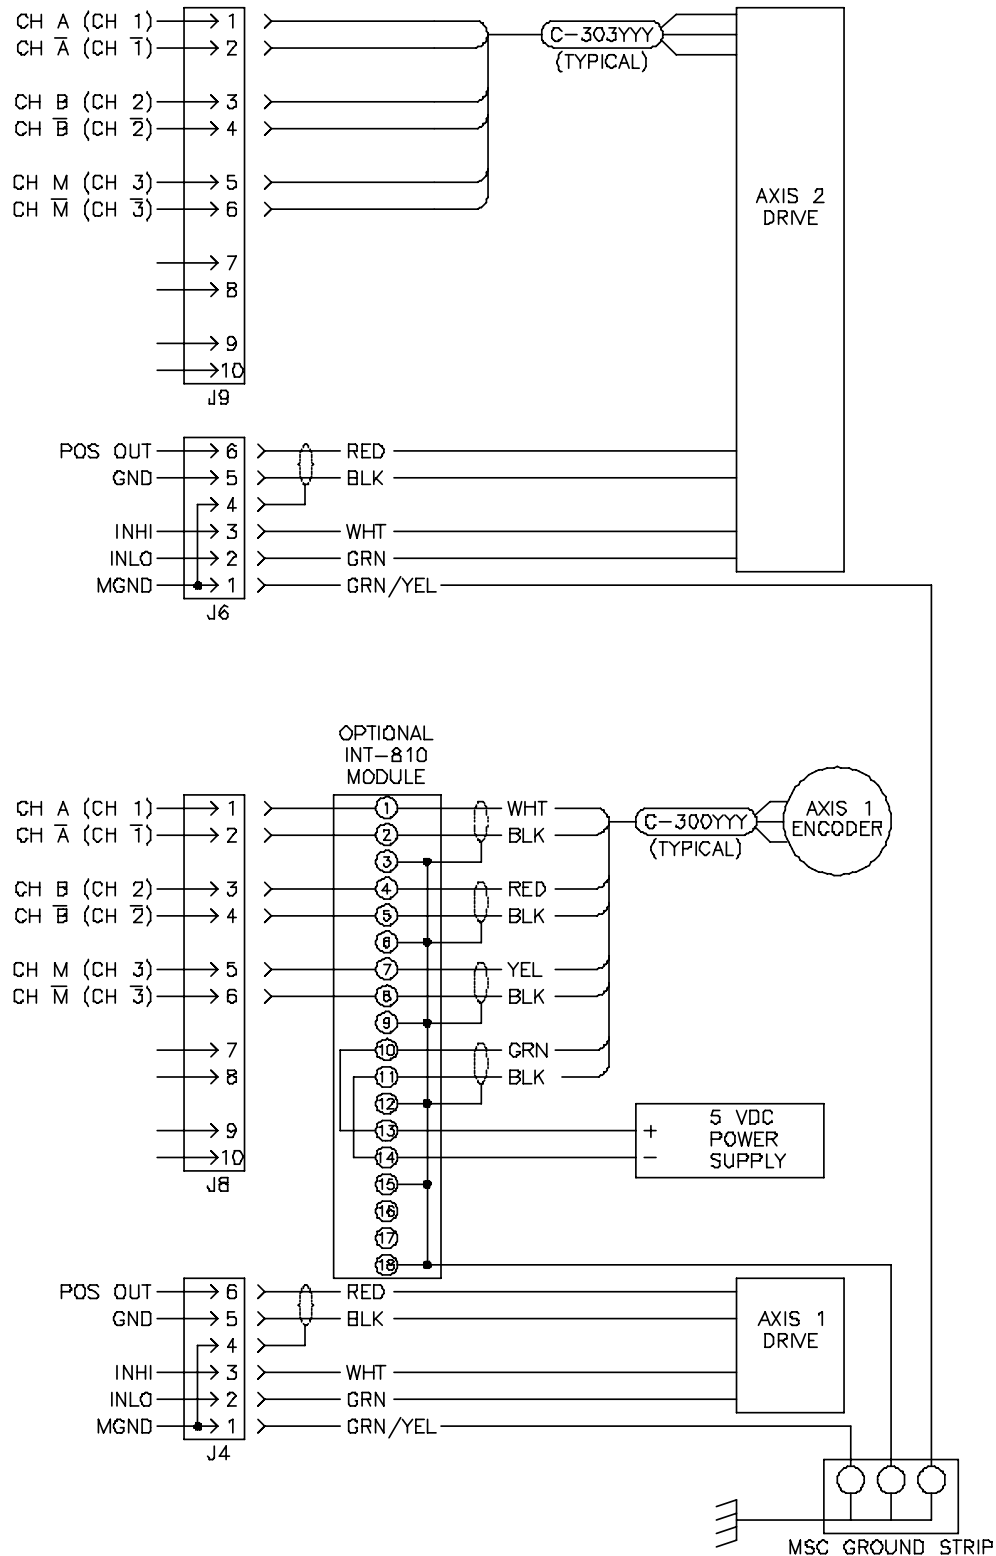 CH A (CH 1) 1
CH A̅ (CH 1̅) 2
C-303YYY
(TYPICAL)
CH B (CH 2) 3
CH B̅ (CH 2̅) 4
CH M (CH 3) 5
CH M̅ (CH 3̅) 6
7
8
9
10
J9
AXIS 2
DRIVE
POS OUT 6 RED
GND 5 BLK
4
INHI 3 WHT
INLO 2 GRN
MGND 1 GRN/YEL
J6
OPTIONAL
INT-810
MODULE
CH A (CH 1) 1 1 WHT
CH A̅ (CH 1̅) 2 2 BLK
3
CH B (CH 2) 3 4 RED
CH B̅ (CH 2̅) 4 5 BLK
6
CH M (CH 3) 5 7 YEL
CH M̅ (CH 3̅) 6 8 BLK
9
7 10 GRN
8 11 BLK
12
9 13
10 14
15
16
17
18
J8
C-300YYY
(TYPICAL)
AXIS 1
ENCODER
+
−
5 VDC
POWER
SUPPLY
POS OUT 6 RED
GND 5 BLK
4
INHI 3 WHT
INLO 2 GRN
MGND 1 GRN/YEL
J4
AXIS 1
DRIVE
MSC GROUND STRIP